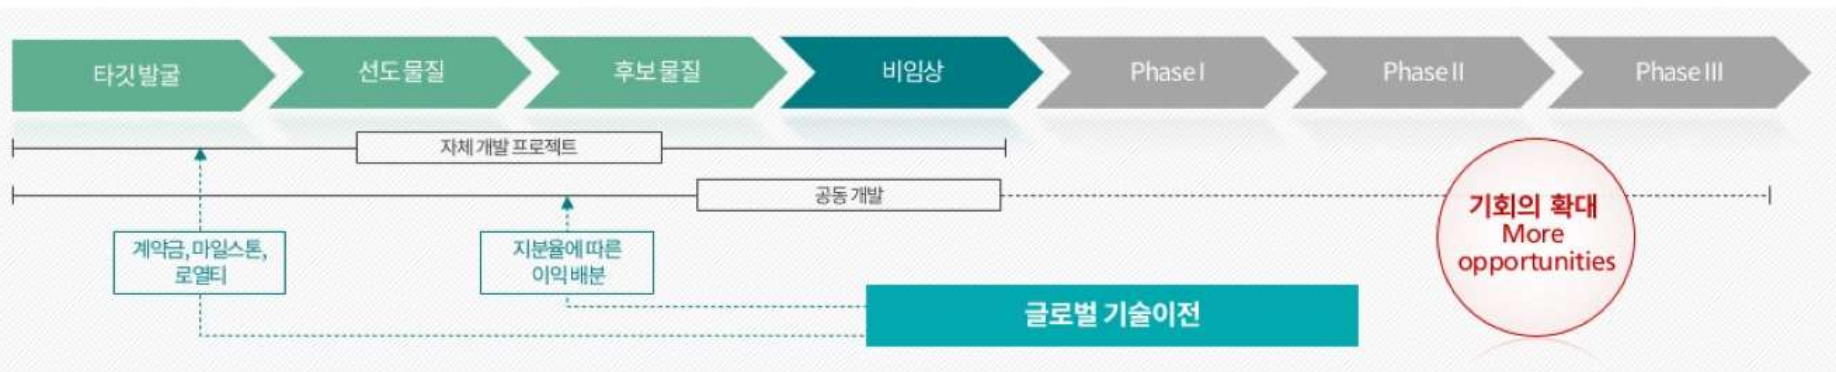 타깃 발굴
선도 물질
후보 물질
비임상
Phase I
Phase II
Phase III
자체 개발 프로젝트
공동 개발
계약금, 마일스톤,
로열티
지분율에 따른
이익 배분
글로벌 기술이전
기회의 확대
More
opportunities